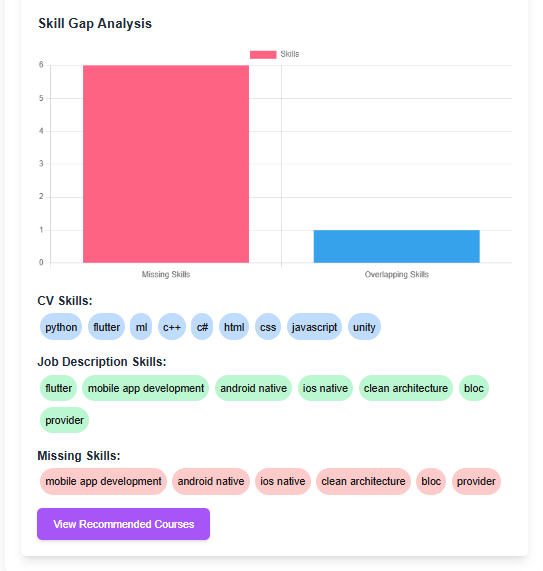 Skill Gap Analysis
Skills
6
5
4
3
2
1
0
Missing Skills Overlapping Skills
CV Skills:
python flutter ml c++ c# html css javascript unity
Job Description Skills:
flutter mobile app development android native ios native clean architecture bloc
provider
Missing Skills:
mobile app development android native ios native clean architecture bloc provider
View Recommended Courses